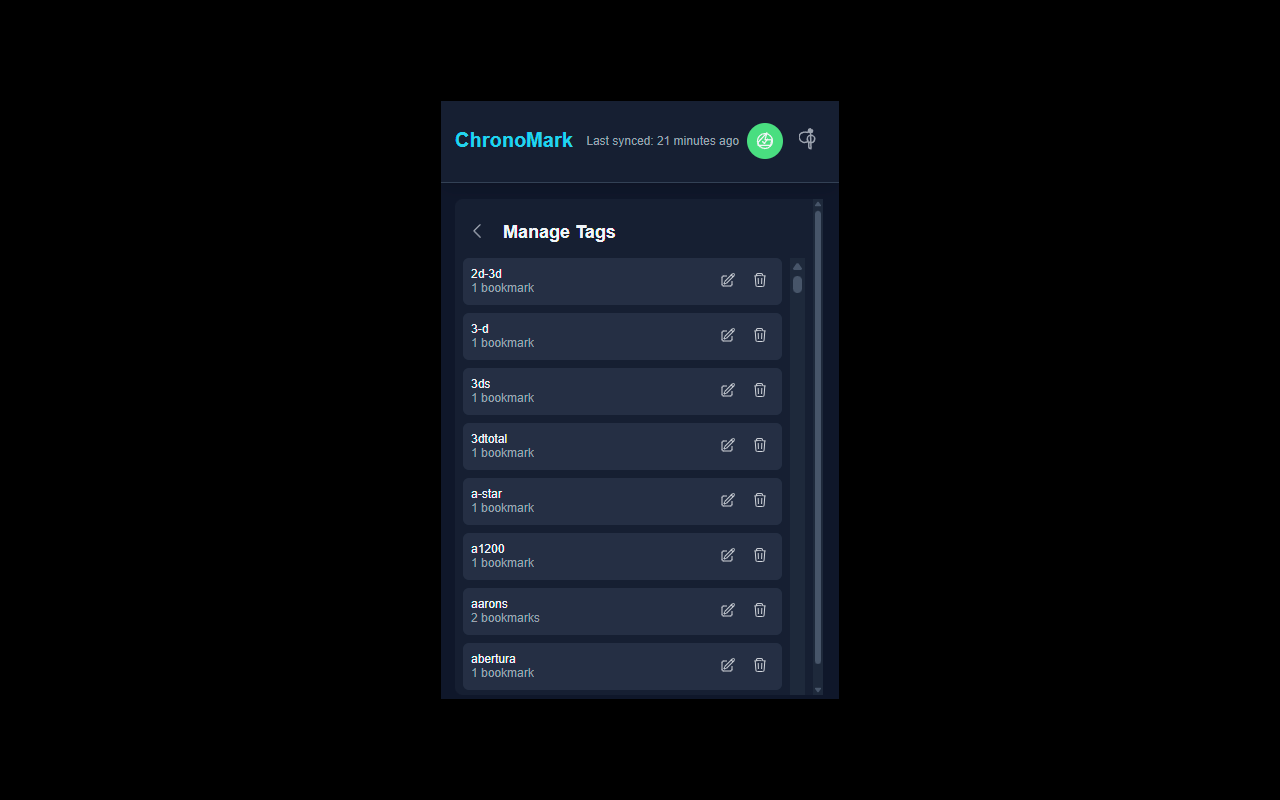 ChronoMark
Last synced: 21 minutes ago
Manage Tags
2d-3d
1 bookmark
3-d
1 bookmark
3ds
1 bookmark
3dtotal
1 bookmark
a-star
1 bookmark
a1200
1 bookmark
aarons
2 bookmarks
abertura
1 bookmark